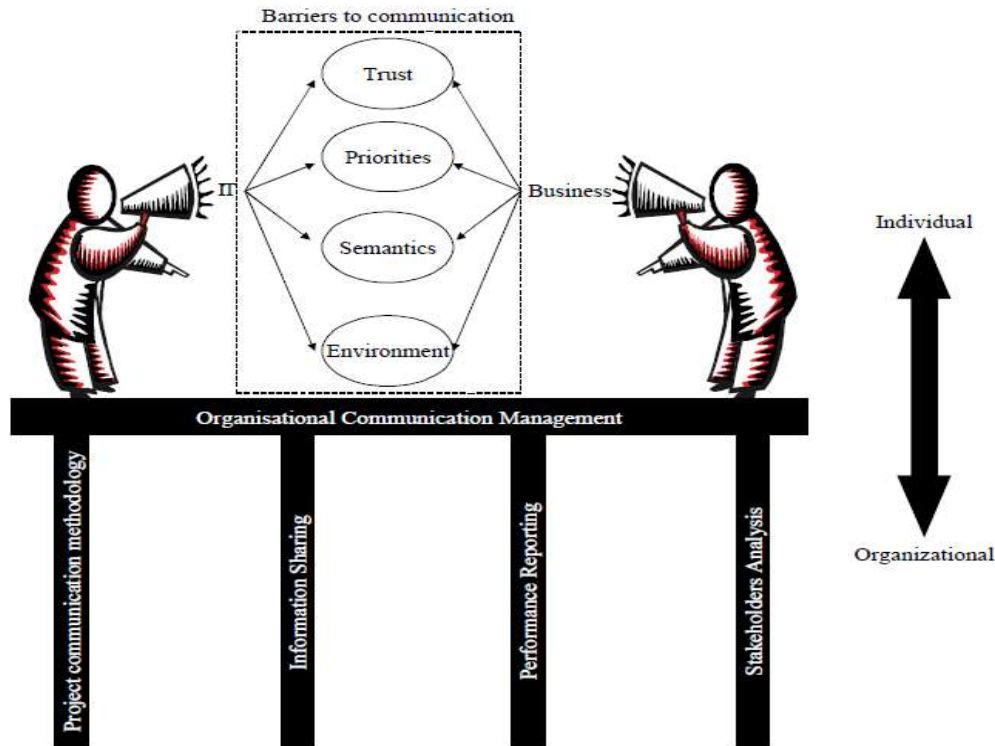 Barriers to communication
Trust
Priorities
IT
Business
Semantics
Environment
Individual
Organizational
Organisational Communication Management
Project communication methodology
Information Sharing
Performance Reporting
Stakeholders Analysis